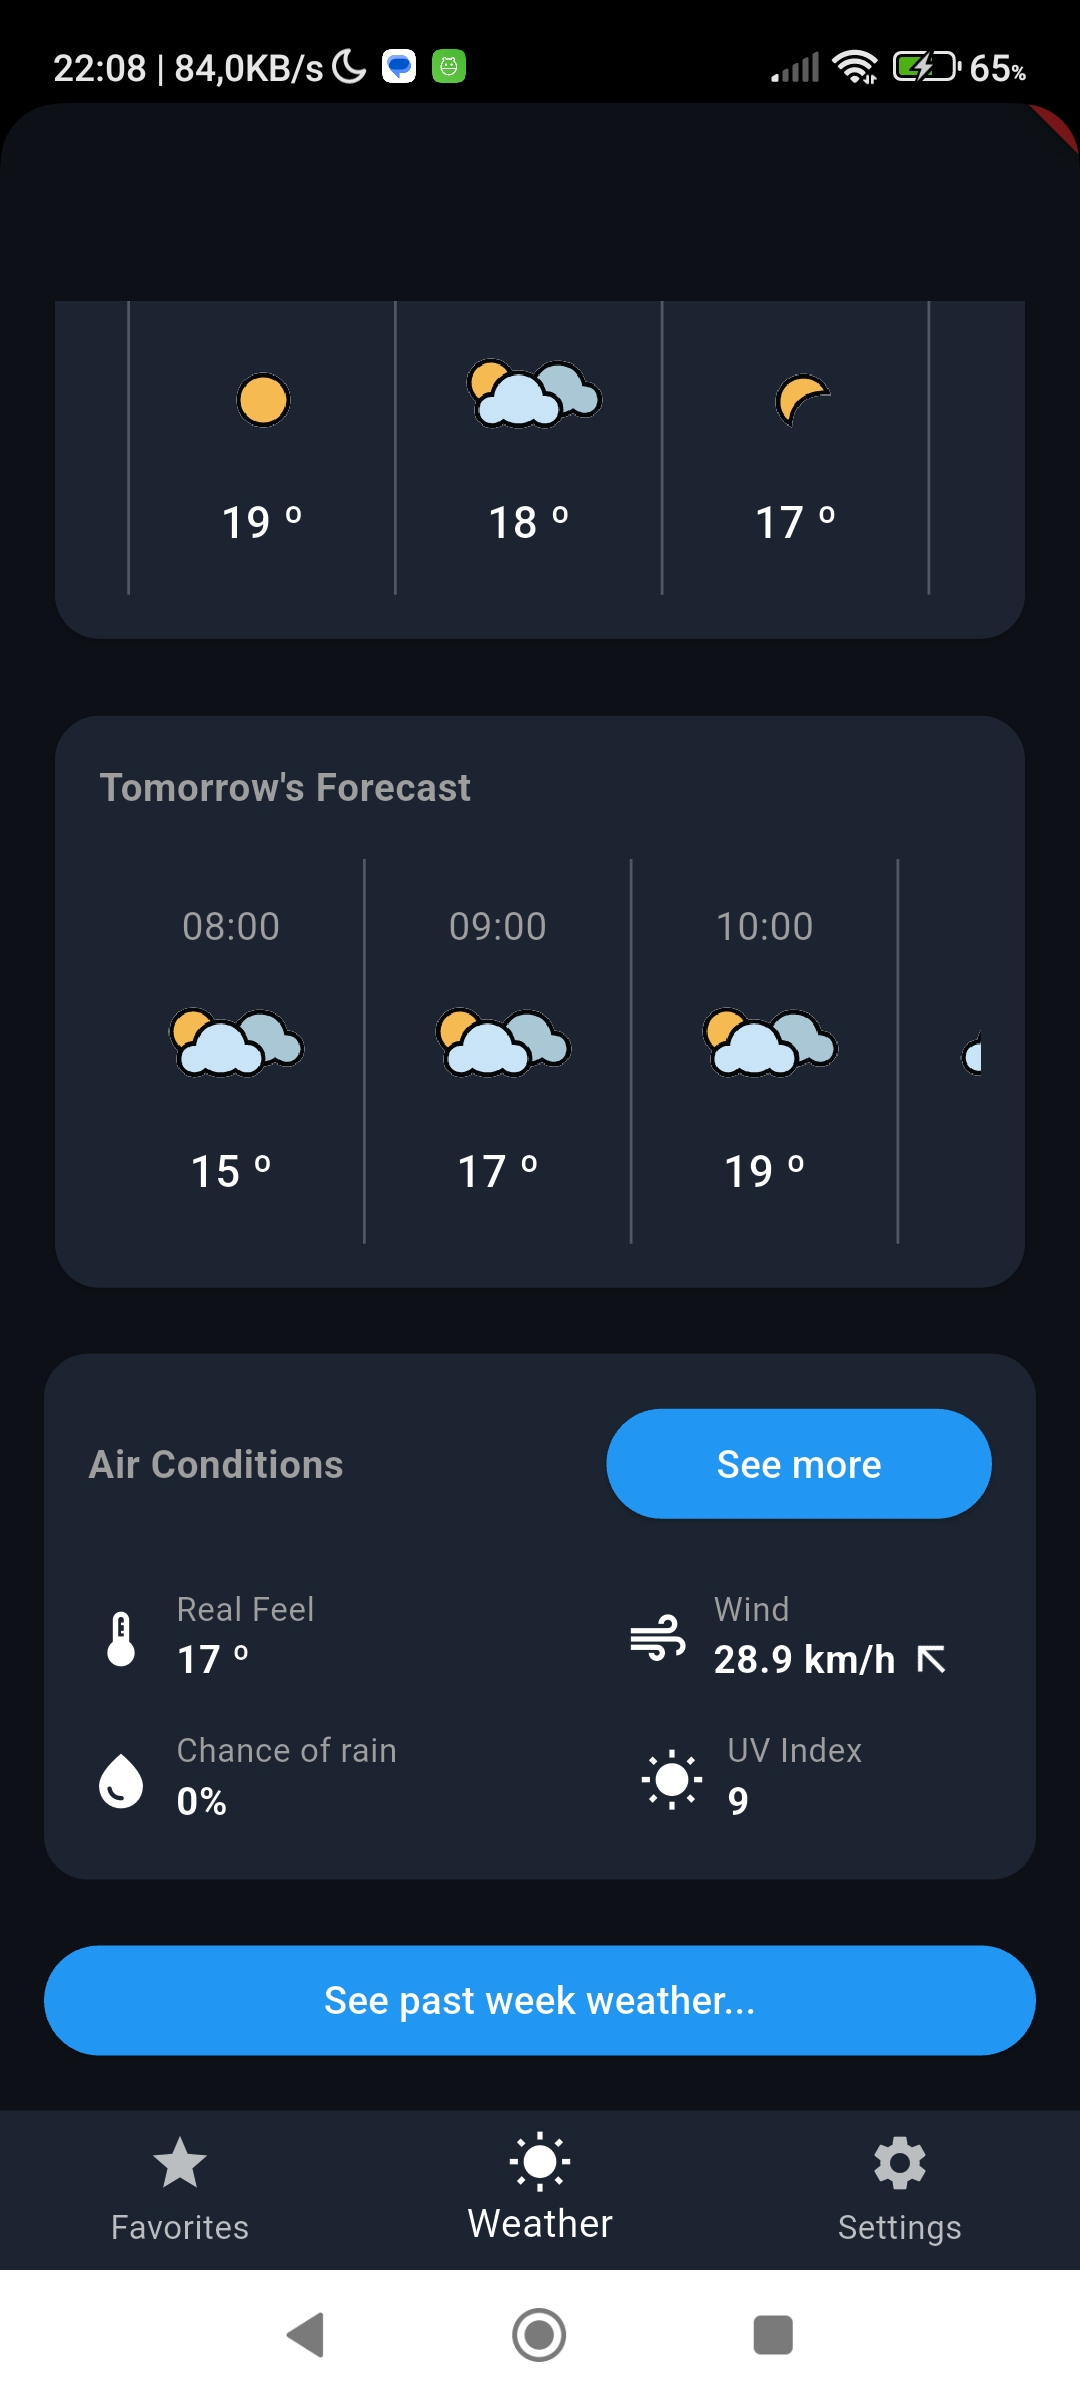 22:08 | 84,0KB/s 65%
19 º 18 º 17 º
Tomorrow's Forecast
08:00 09:00 10:00
15 º 17 º 19 º
Air Conditions See more
Real Feel Wind
17 º 28.9 km/h
Chance of rain UV Index
0% 9
See past week weather...
Favorites Weather Settings